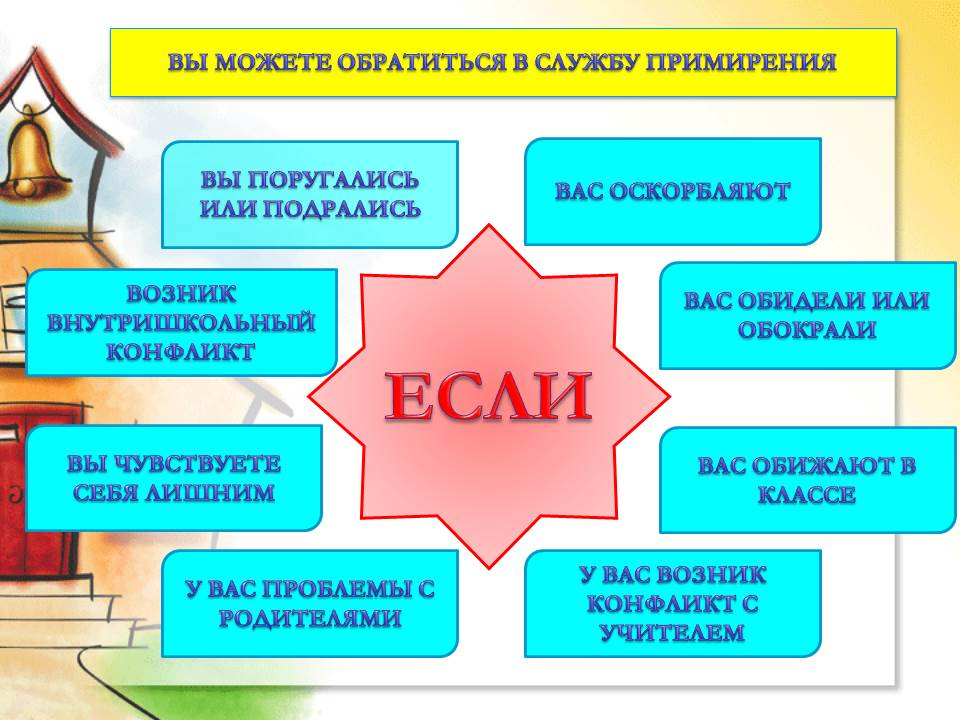 ВЫ МОЖЕТЕ ОБРАТИТЬСЯ В СЛУЖБУ ПРИМИРЕНИЯ
ЕСЛИ
ВЫ ПОРУГАЛИСЬ
ИЛИ ПОДРАЛИСЬ
ВАС ОСКОРБЛЯЮТ
ВОЗНИК
ВНУТРИШКОЛЬНЫЙ
КОНФЛИКТ
ВАС ОБИДЕЛИ ИЛИ
ОБОКРАЛИ
ВЫ ЧУВСТВУЕТЕ
СЕБЯ ЛИШНИМ
ВАС ОБИЖАЮТ В
КЛАССЕ
У ВАС ПРОБЛЕМЫ С
РОДИТЕЛЯМИ
У ВАС ВОЗНИК
КОНФЛИКТ С
УЧИТЕЛЕМ